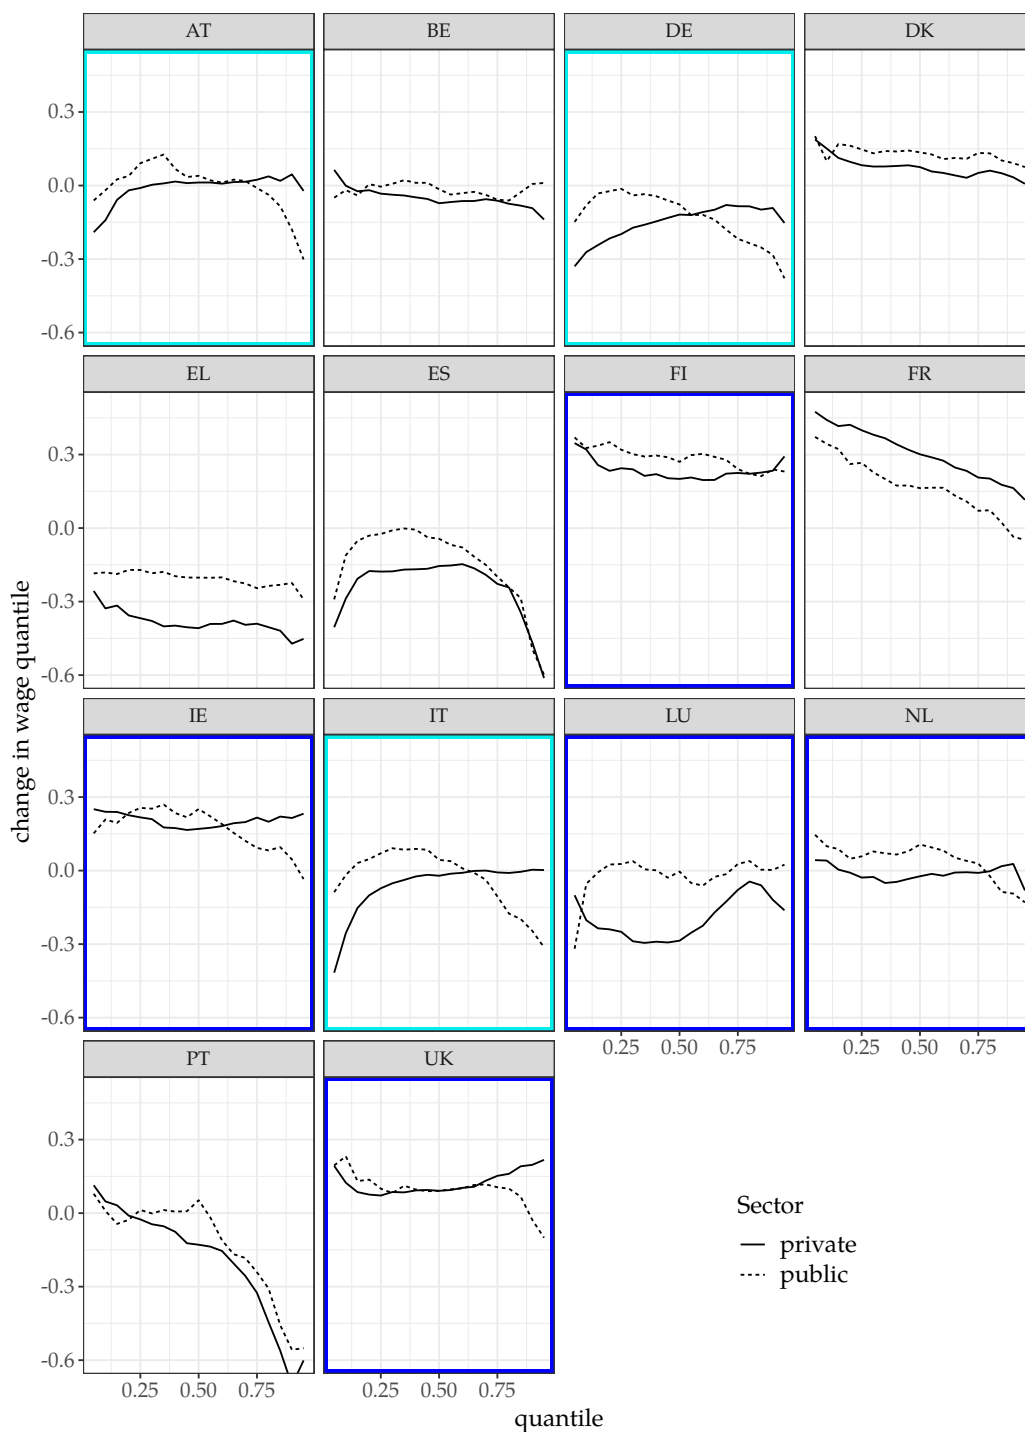 AT BE DE DK
0.3
0.0
-0.3
-0.6
EL ES FI FR
0.3
0.0
-0.3
-0.6
IE IT LU NL
0.3
0.0
-0.3
-0.6
0.25 0.50 0.75 0.25 0.50 0.75
PT UK
0.3
0.0
-0.3
-0.6
0.25 0.50 0.75 0.25 0.50 0.75
change in wage quantile
quantile
Sector
private
public